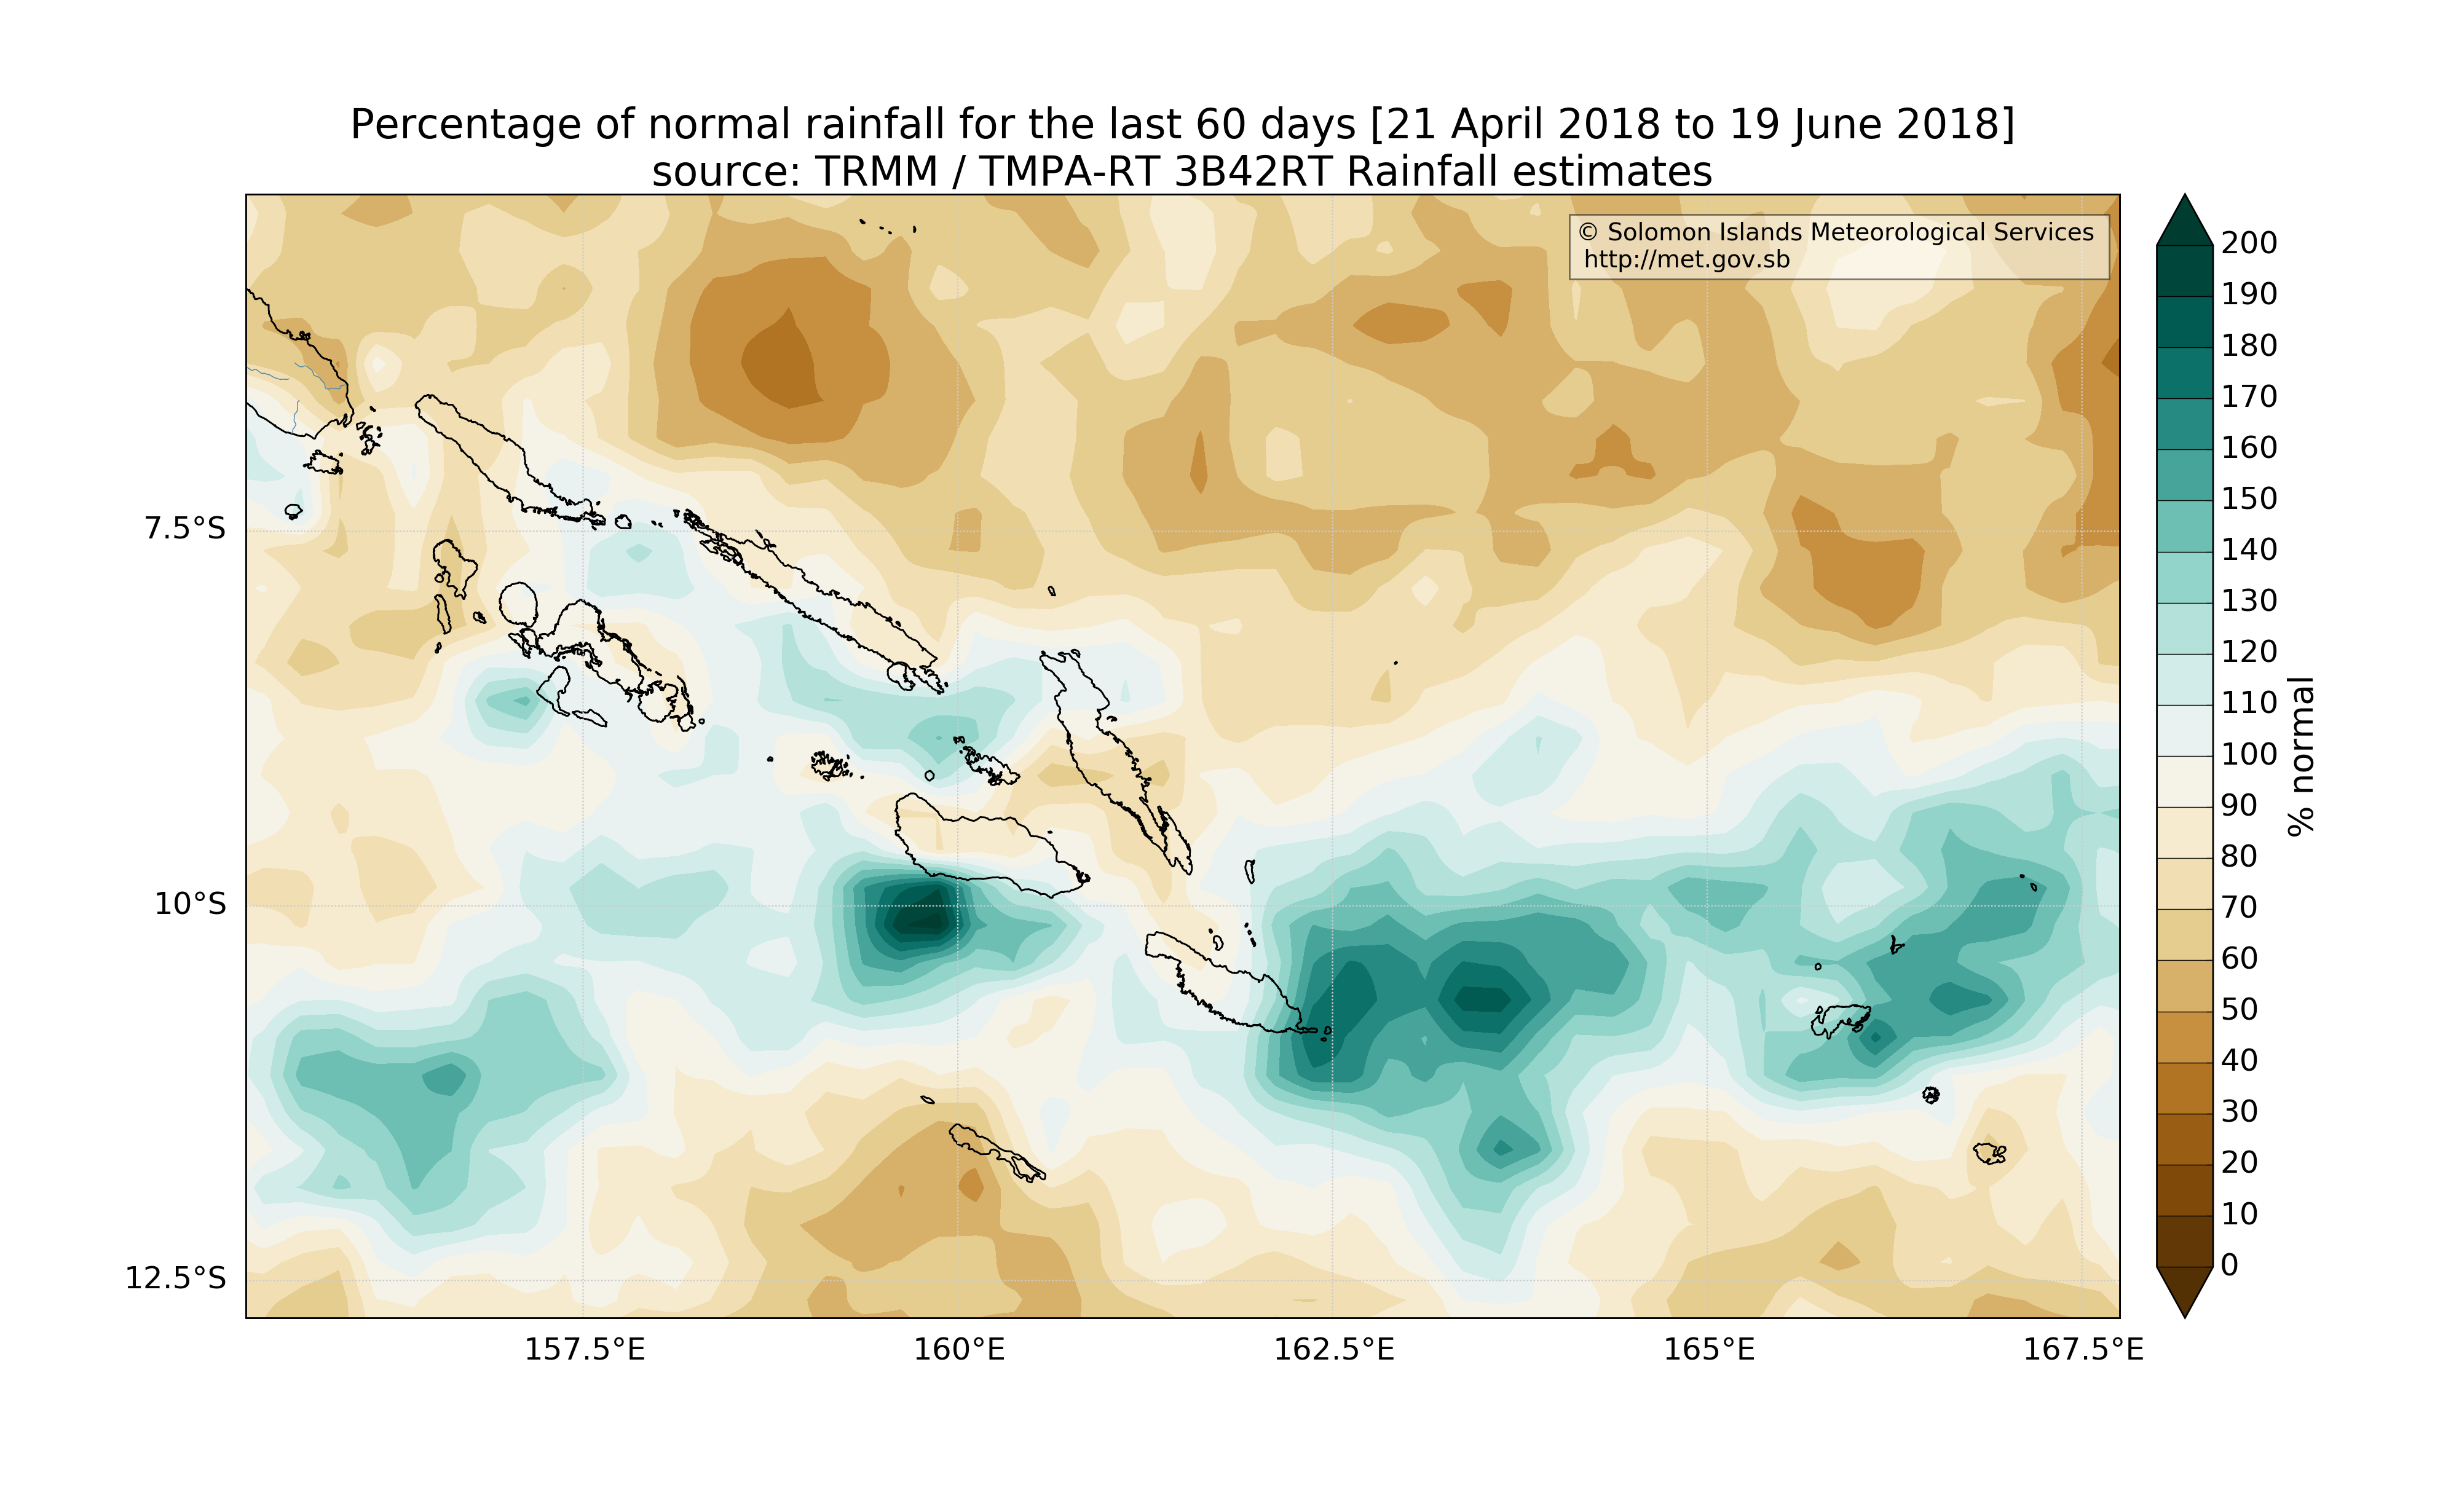 Percentage of normal rainfall for the last 60 days [21 April 2018 to 19 June 2018]
source: TRMM / TMPA-RT 3B42RT Rainfall estimates
© Solomon Islands Meteorological Services
http://met.gov.sb
7.5°S
10°S
12.5°S
157.5°E
160°E
162.5°E
165°E
167.5°E
200
190
180
170
160
150
140
130
120
110
100
90
80
70
60
50
40
30
20
10
0
% normal